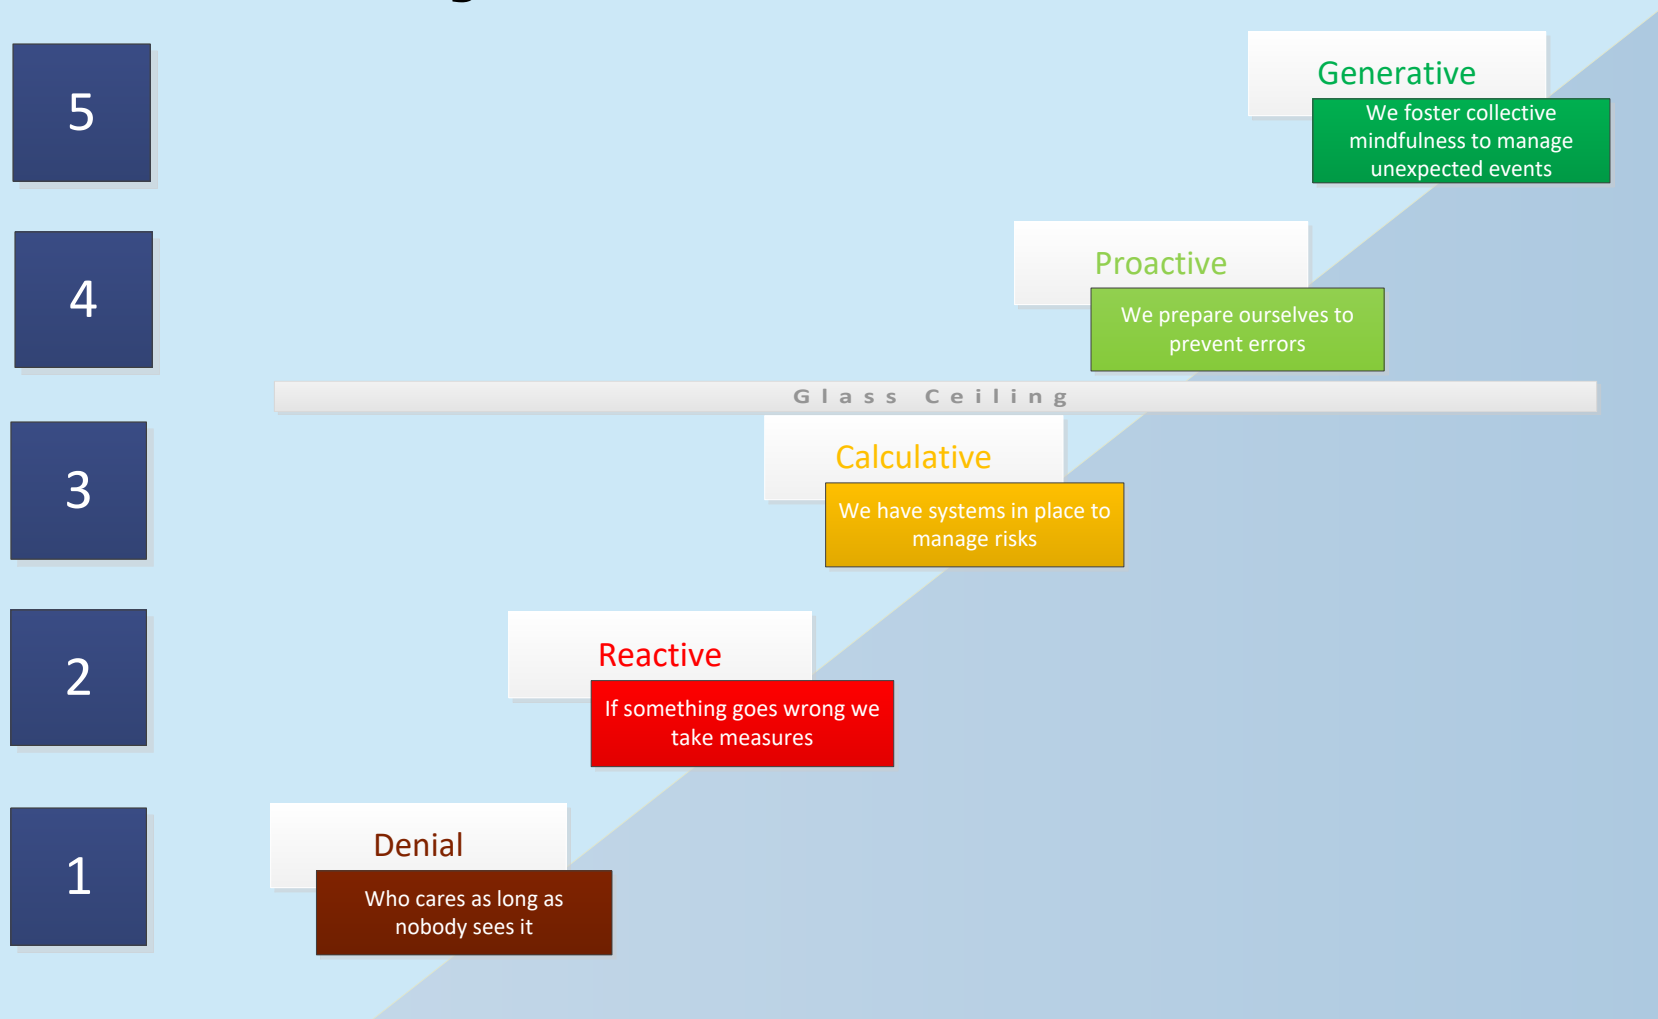 5
Generative
We foster collective
mindfulness to manage
unexpected events
4
Proactive
We prepare ourselves to
prevent errors
Glass Ceiling
3
Calculative
We have systems in place to
manage risks
2
Reactive
If something goes wrong we
take measures
1
Denial
Who cares as long as
nobody sees it